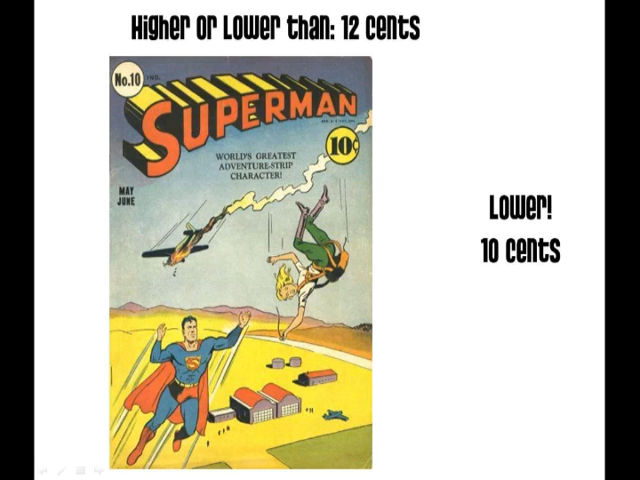 Higher or Lower than: 12 cents
No.10
SUPERMAN
10¢
WORLD'S GREATEST
ADVENTURE-STRIP
CHARACTER!
MAY
JUNE
Lower!
10 cents
S